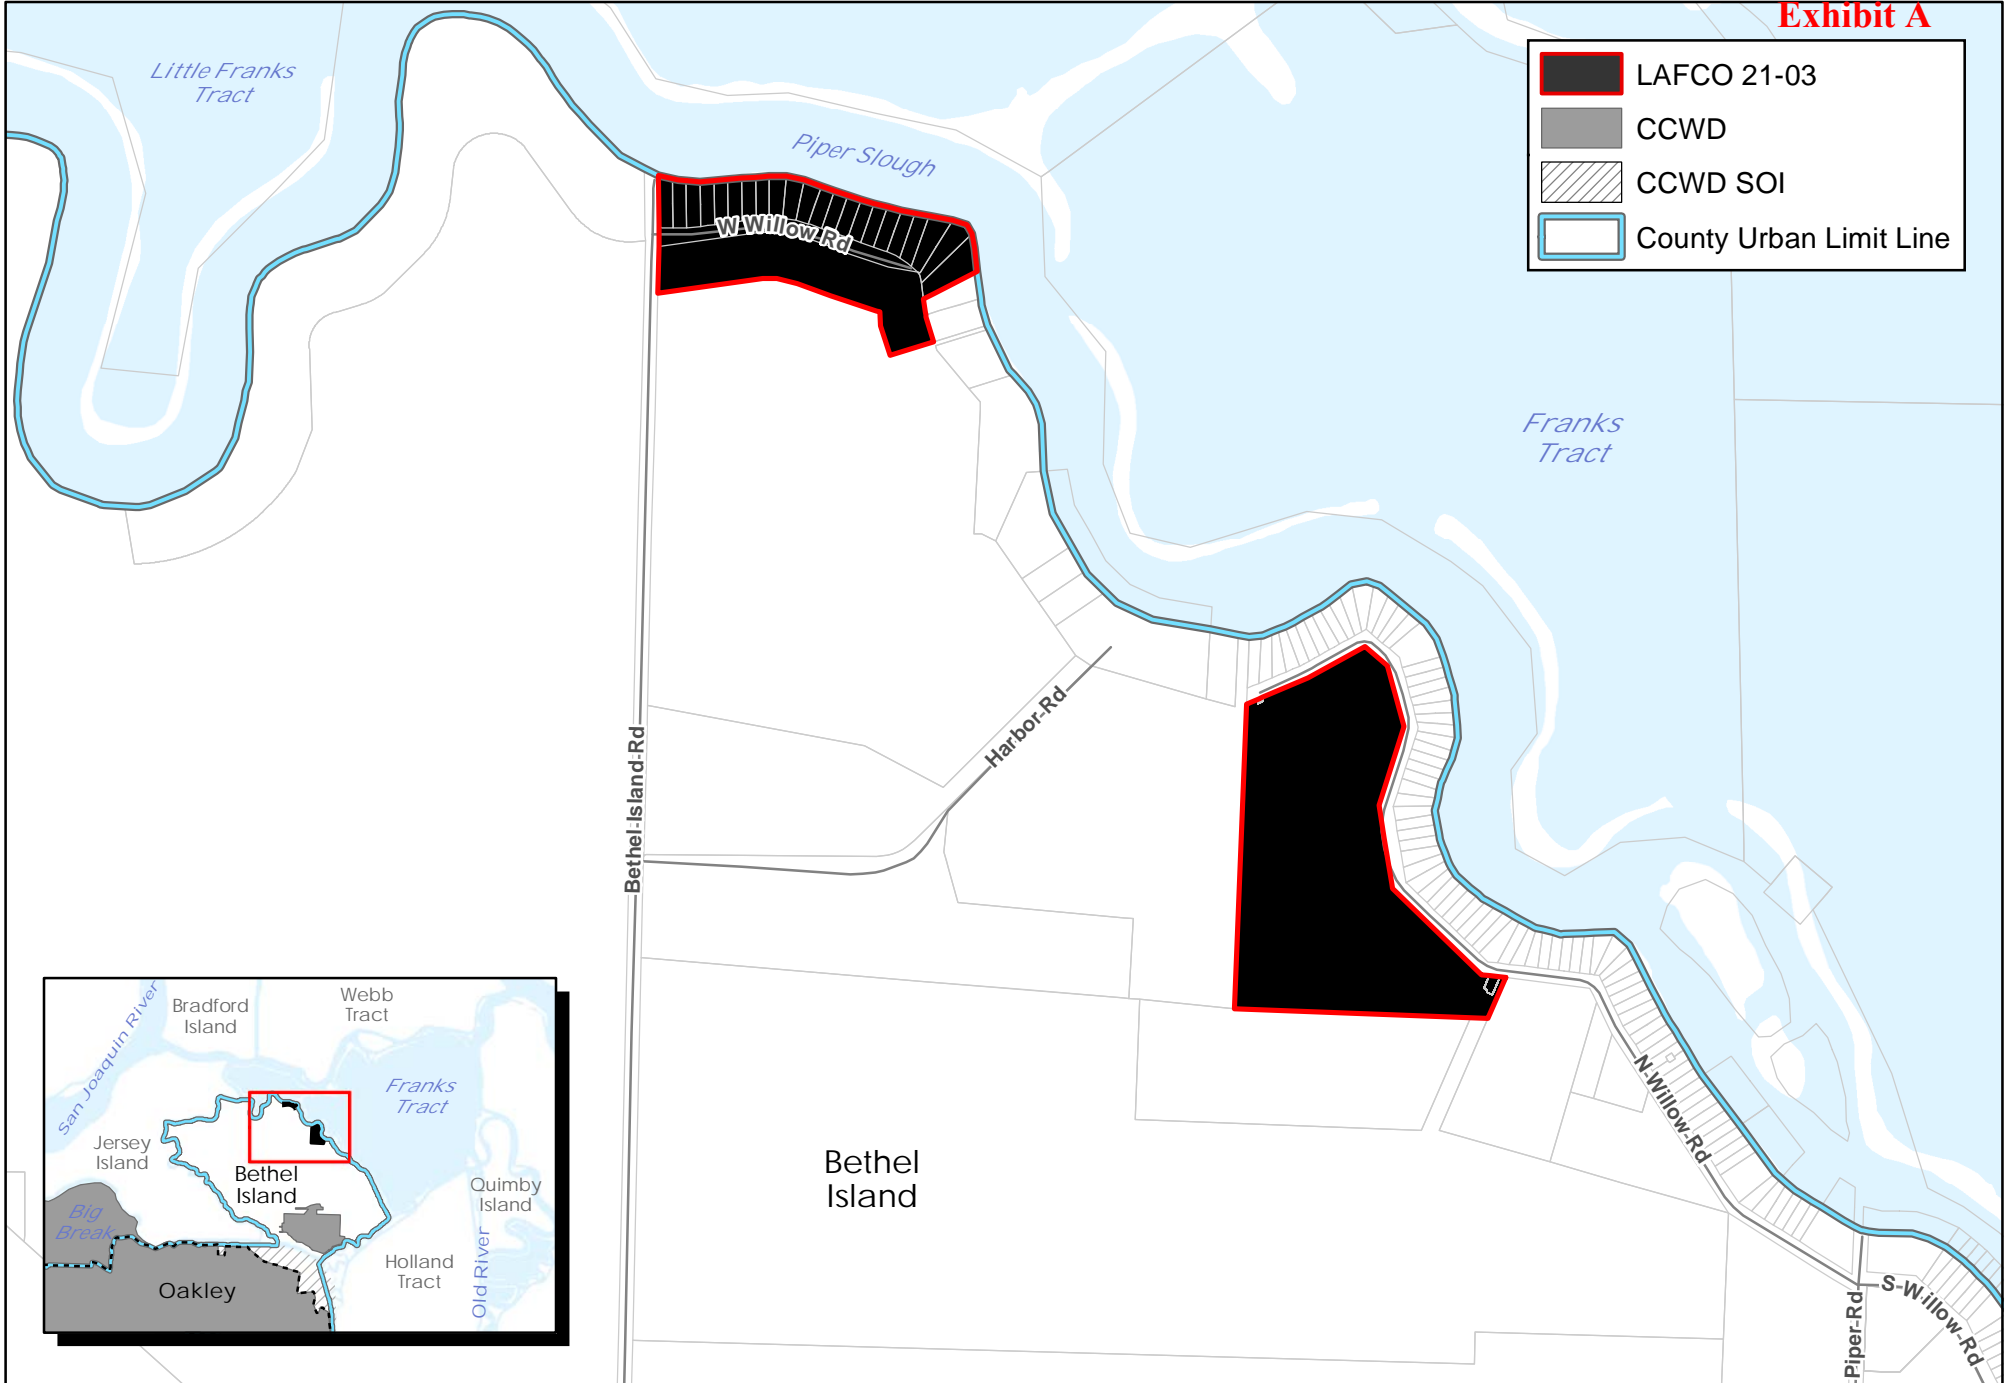 Exhibit A
LAFCO 21-03
CCWD
CCWD SOI
County Urban Limit Line
Little Franks
Tract
Piper Slough
W Willow Rd
Franks
Tract
Bethel-Island-Rd
Harbor-Rd
N-Willow-Rd
S-Willow-Rd
Piper-Rd
Bethel
Island
San Joaquin River
Bradford
Island
Webb
Tract
Franks
Tract
Jersey
Island
Bethel
Island
Quimby
Island
Big
Break
Holland
Tract
Old River
Oakley